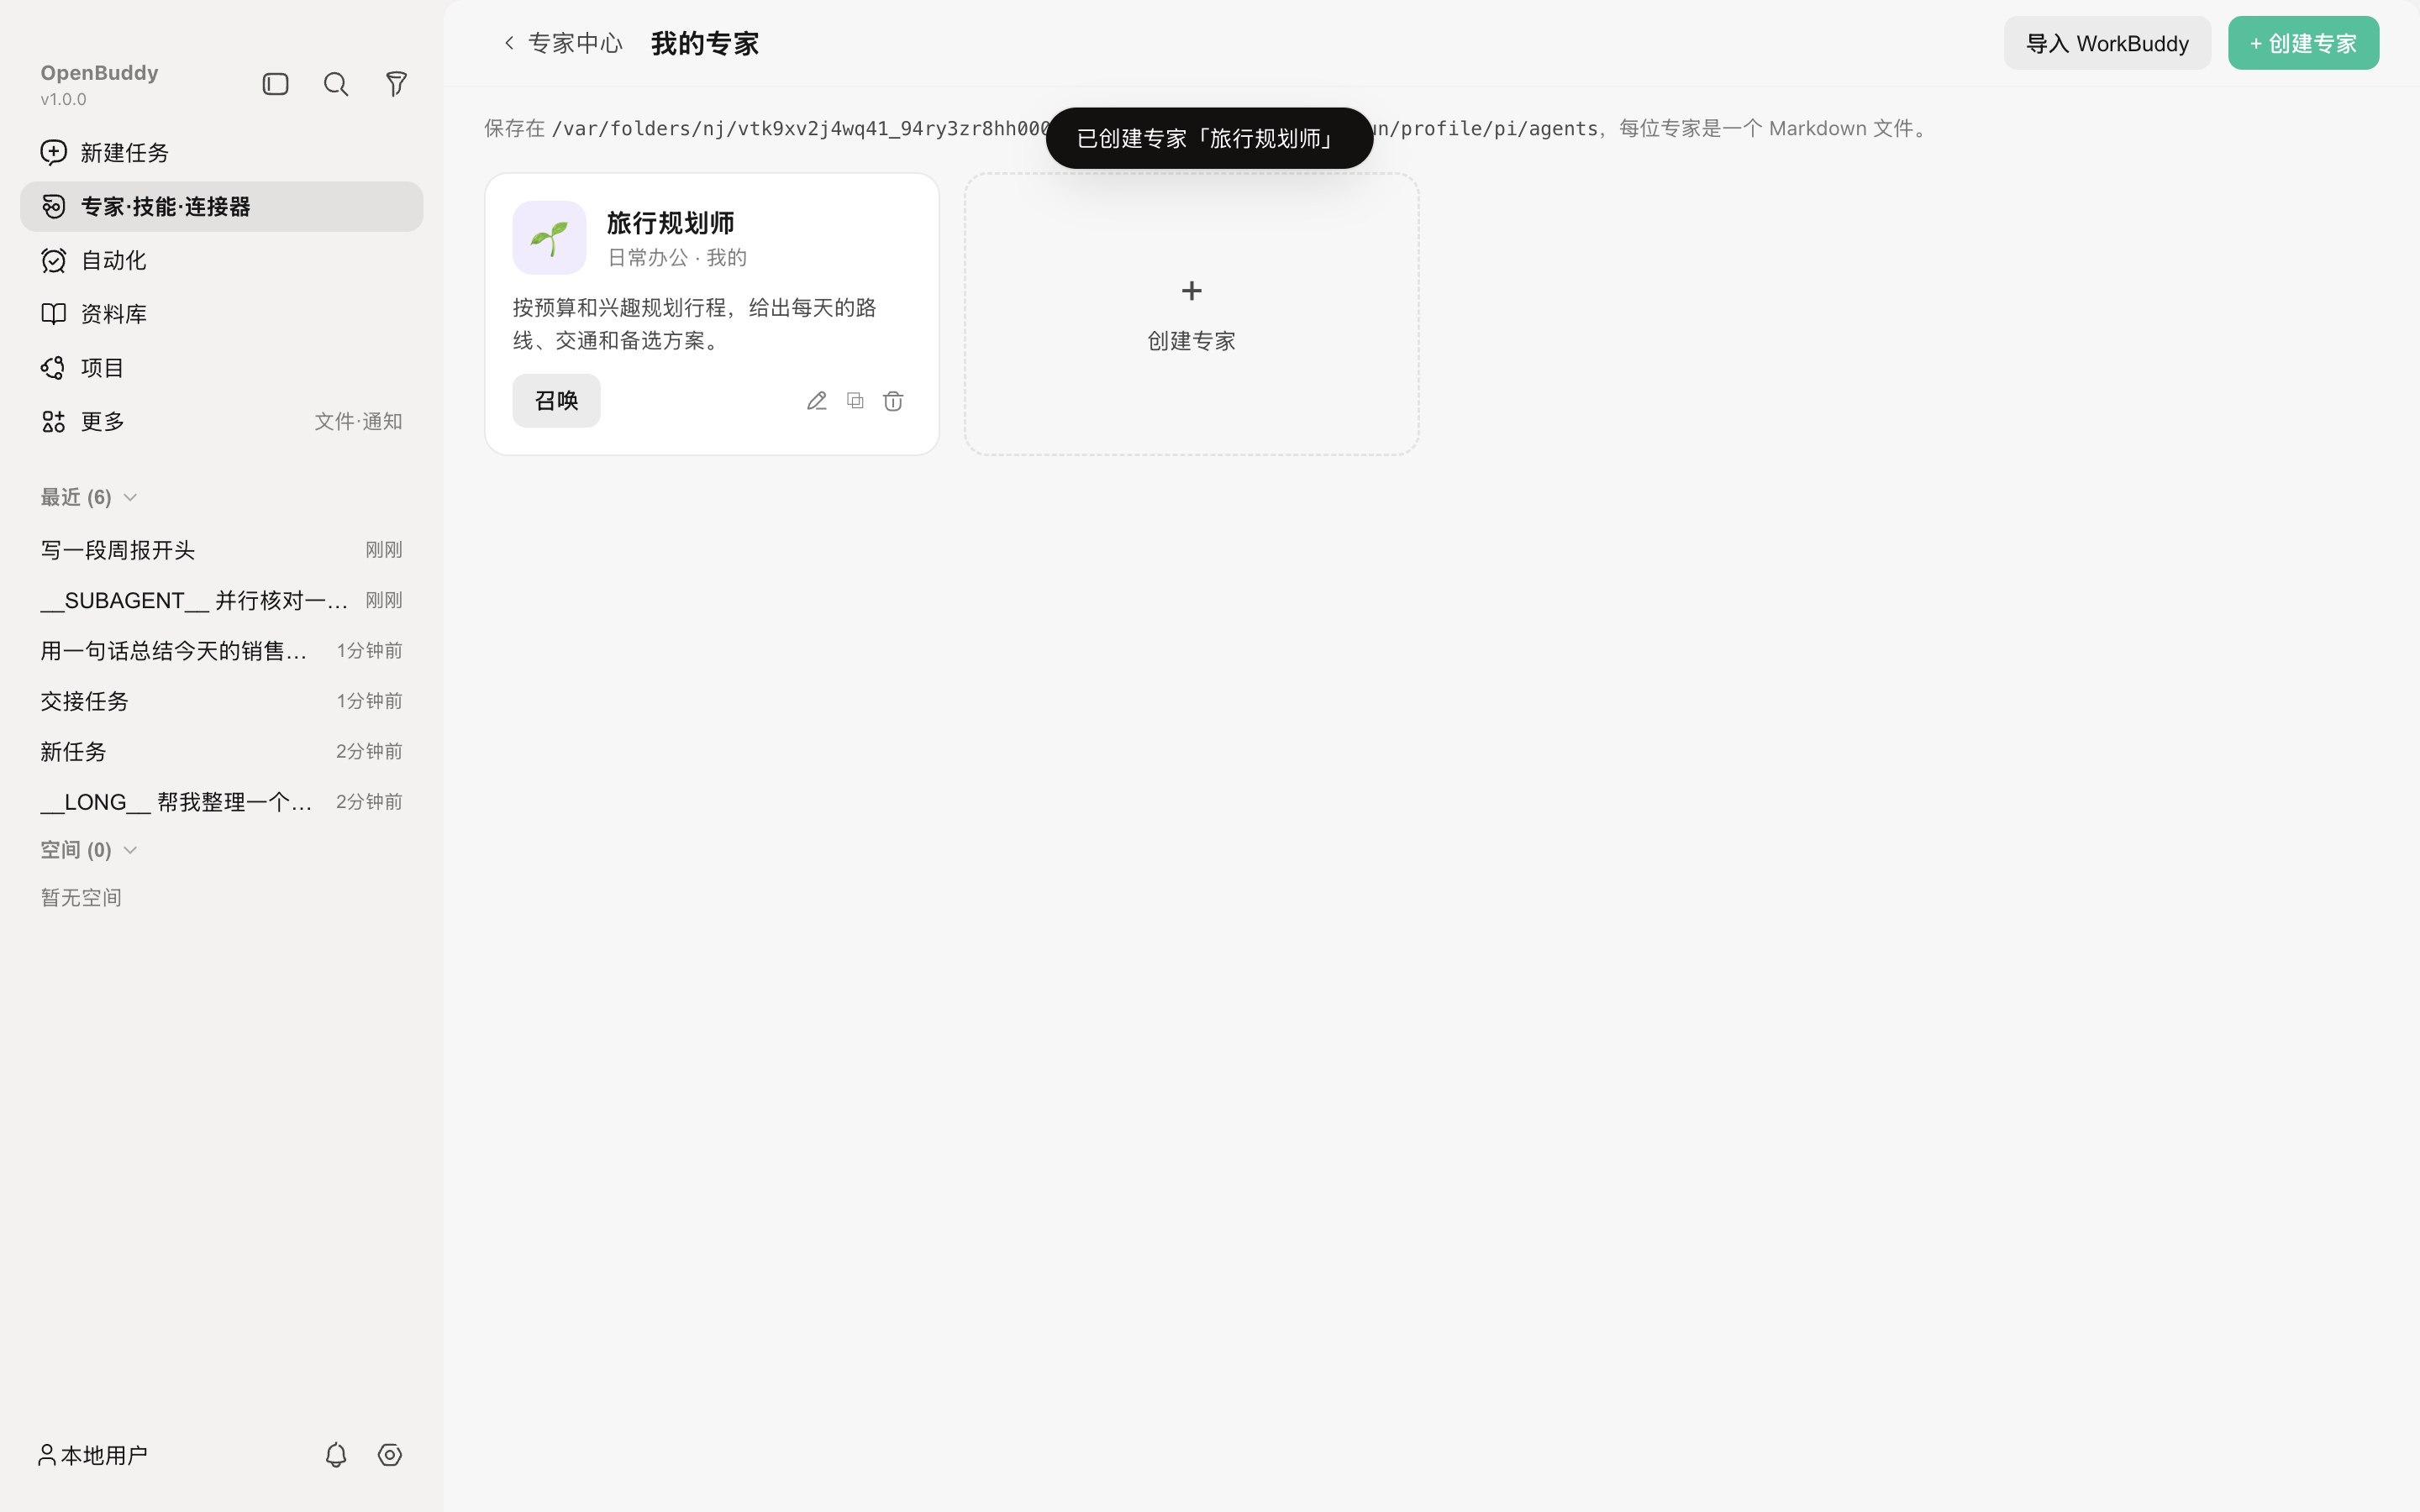 OpenBuddy
v1.0.0
新建任务
专家·技能·连接器
自动化
资料库
项目
更多 文件·通知
最近 (6)
写一段周报开头 刚刚
__SUBAGENT__ 并行核对一… 刚刚
用一句话总结今天的销售… 1分钟前
交接任务 1分钟前
新任务 2分钟前
__LONG__ 帮我整理一个… 2分钟前
空间 (0)
暂无空间
本地用户
专家中心 我的专家
导入 WorkBuddy
+ 创建专家
保存在 /var/folders/nj/vtk9xv2j4wq41_94ry3zr8hh000 n/profile/pi/agents，每位专家是一个 Markdown 文件。
已创建专家「旅行规划师」
旅行规划师
日常办公 · 我的
按预算和兴趣规划行程，给出每天的路
线、交通和备选方案。
召唤
+
创建专家